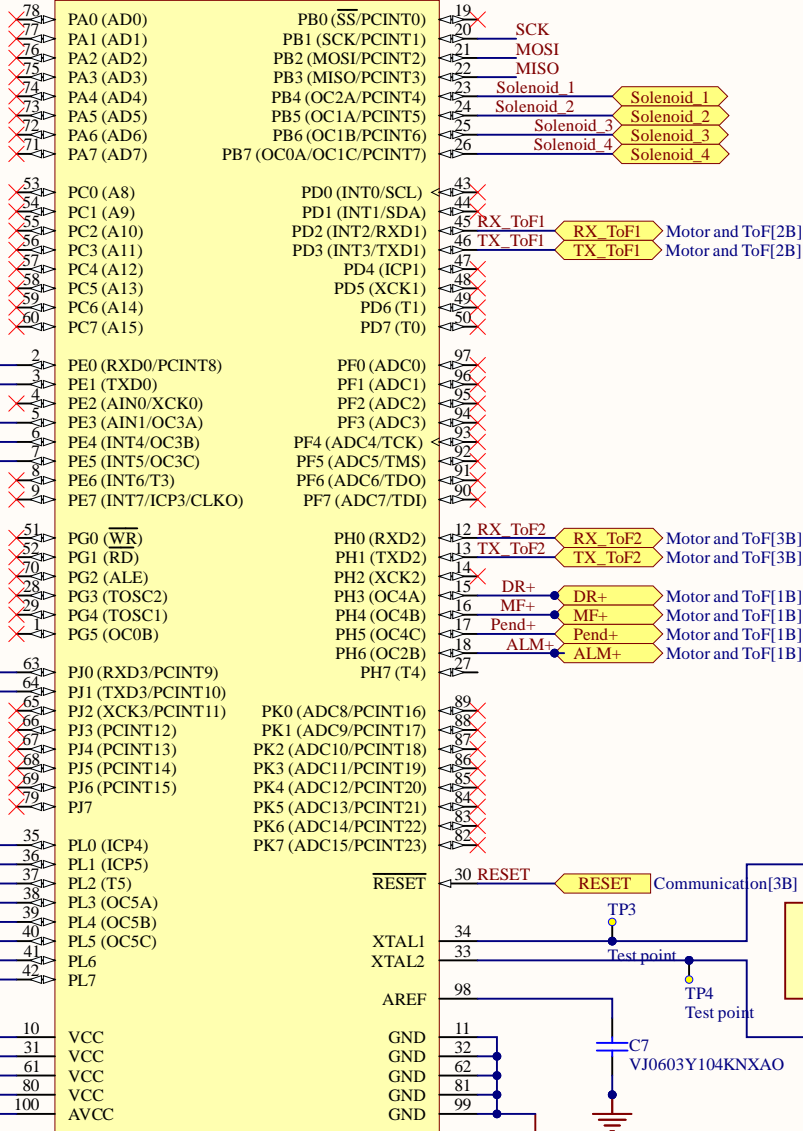 78 PA0 (AD0) PB0 (SS/PCINT0) 19
77 PA1 (AD1) PB1 (SCK/PCINT1) 20 SCK
76 PA2 (AD2) PB2 (MOSI/PCINT2) 21 MOSI
75 PA3 (AD3) PB3 (MISO/PCINT3) 22 MISO
74 PA4 (AD4) PB4 (OC2A/PCINT4) 23 Solenoid_1 Solenoid_1
73 PA5 (AD5) PB5 (OC1A/PCINT5) 24 Solenoid_2 Solenoid_2
72 PA6 (AD6) PB6 (OC1B/PCINT6) 25 Solenoid_3 Solenoid_3
71 PA7 (AD7) PB7 (OC0A/OC1C/PCINT7) 26 Solenoid_4 Solenoid_4
53 PC0 (A8) PD0 (INT0/SCL) 43
54 PC1 (A9) PD1 (INT1/SDA) 44
55 PC2 (A10) PD2 (INT2/RXD1) 45 RX_ToF1 RX_ToF1 Motor and ToF[2B]
56 PC3 (A11) PD3 (INT3/TXD1) 46 TX_ToF1 TX_ToF1 Motor and ToF[2B]
57 PC4 (A12) PD4 (ICP1) 47
58 PC5 (A13) PD5 (XCK1) 48
59 PC6 (A14) PD6 (T1) 49
60 PC7 (A15) PD7 (T0) 50
2 PE0 (RXD0/PCINT8) PF0 (ADC0) 97
3 PE1 (TXD0) PF1 (ADC1) 96
4 PE2 (AIN0/XCK0) PF2 (ADC2) 95
5 PE3 (AIN1/OC3A) PF3 (ADC3) 94
6 PE4 (INT4/OC3B) PF4 (ADC4/TCK) 93
7 PE5 (INT5/OC3C) PF5 (ADC5/TMS) 92
8 PE6 (INT6/T3) PF6 (ADC6/TDO) 91
9 PE7 (INT7/ICP3/CLKO) PF7 (ADC7/TDI) 90
51 PG0 (WR) PH0 (RXD2) 12 RX_ToF2 RX_ToF2 Motor and ToF[3B]
52 PG1 (RD) PH1 (TXD2) 13 TX_ToF2 TX_ToF2 Motor and ToF[3B]
70 PG2 (ALE) PH2 (XCK2) 14
28 PG3 (TOSC2) PH3 (OC4A) 15 DR+ DR+ Motor and ToF[1B]
29 PG4 (TOSC1) PH4 (OC4B) 16 MF+ MF+ Motor and ToF[1B]
1 PG5 (OC0B) PH5 (OC4C) 17 Pend+ Pend+ Motor and ToF[1B]
PH6 (OC2B) 18 ALM+ ALM+ Motor and ToF[1B]
63 PJ0 (RXD3/PCINT9) PH7 (T4) 27
64 PJ1 (TXD3/PCINT10)
65 PJ2 (XCK3/PCINT11) PK0 (ADC8/PCINT16) 89
66 PJ3 (PCINT12) PK1 (ADC9/PCINT17) 88
67 PJ4 (PCINT13) PK2 (ADC10/PCINT18) 87
68 PJ5 (PCINT14) PK3 (ADC11/PCINT19) 86
69 PJ6 (PCINT15) PK4 (ADC12/PCINT20) 85
79 PJ7 PK5 (ADC13/PCINT21) 84
PK6 (ADC14/PCINT22) 83
35 PL0 (ICP4) PK7 (ADC15/PCINT23) 82
36 PL1 (ICP5)
37 PL2 (T5) RESET 30 RESET RESET Communication[3B]
38 PL3 (OC5A)
39 PL4 (OC5B) TP3
40 PL5 (OC5C) XTAL1 34 Test point
41 PL6 XTAL2 33
42 PL7 TP4
AREF 98 Test point
10 VCC GND 11 C7
31 VCC GND 32 VJ0603Y104KNXAO
61 VCC GND 62
80 VCC GND 81
100 AVCC GND 99